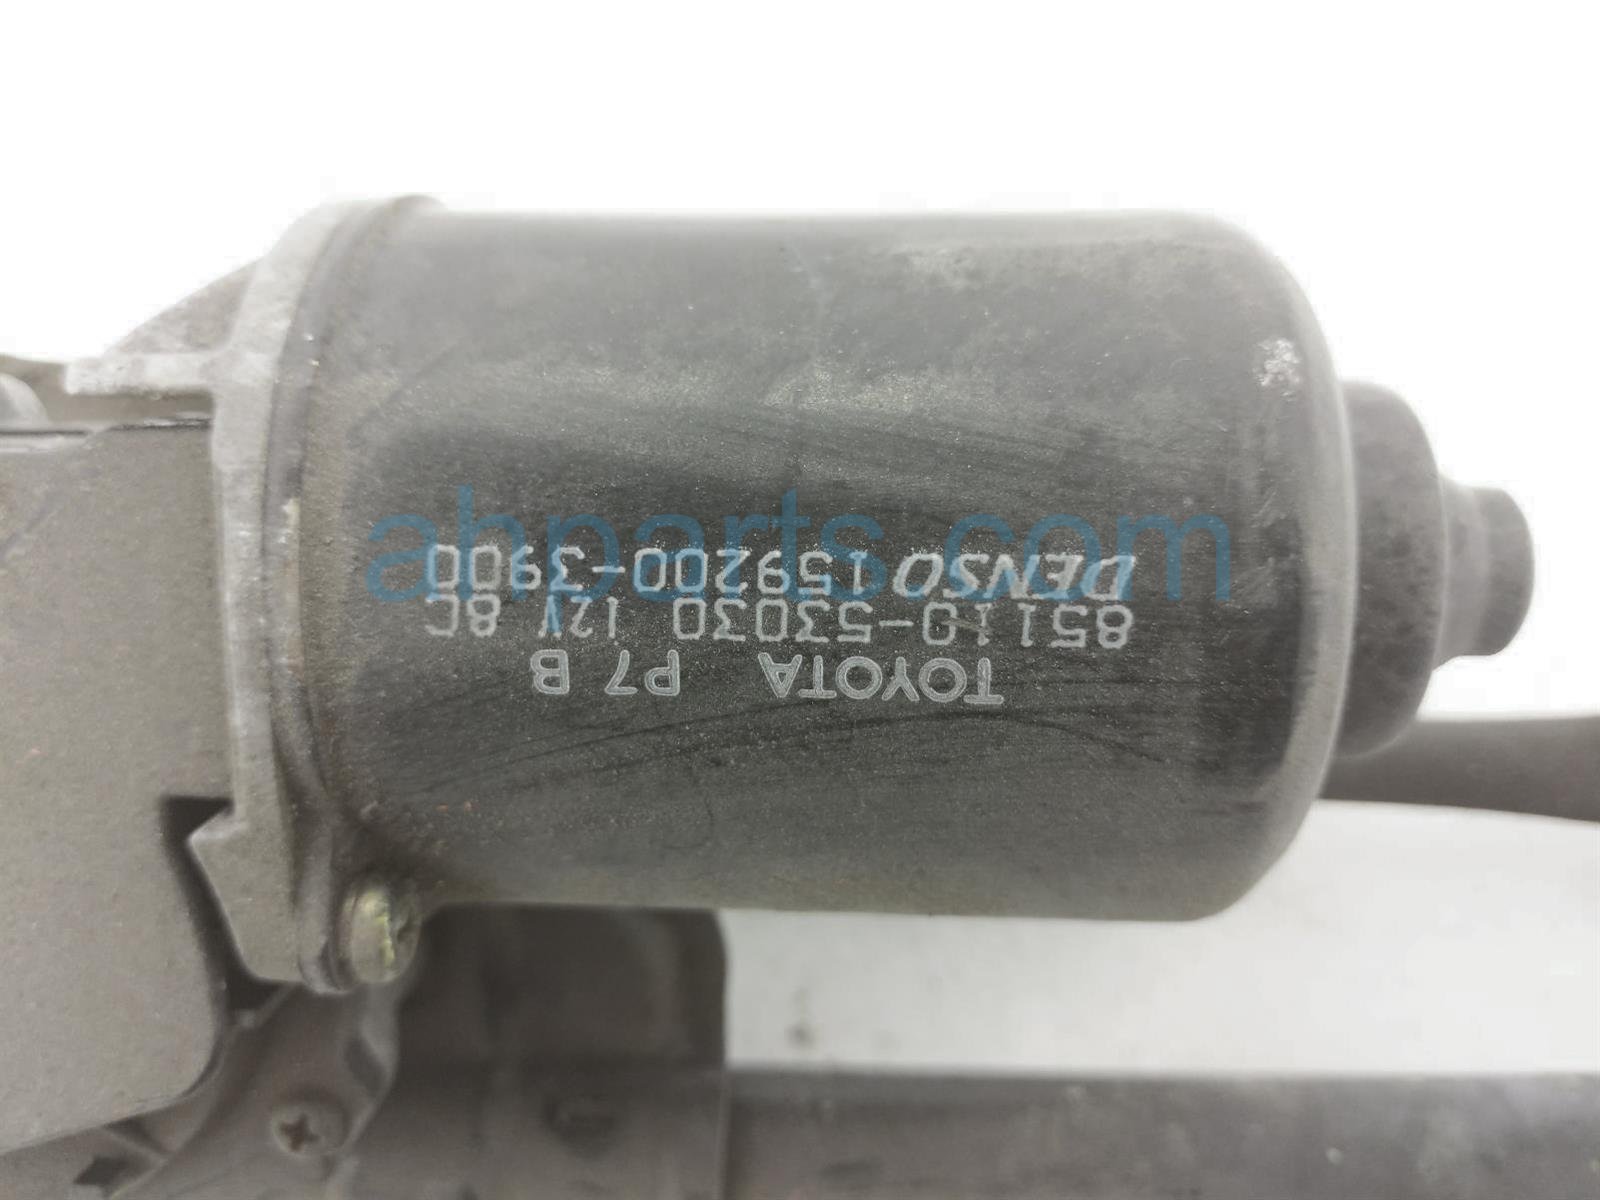 TOYOTA P7 B
85110-53030 12V 8C
DENSO 159200-3900
ahparts.com